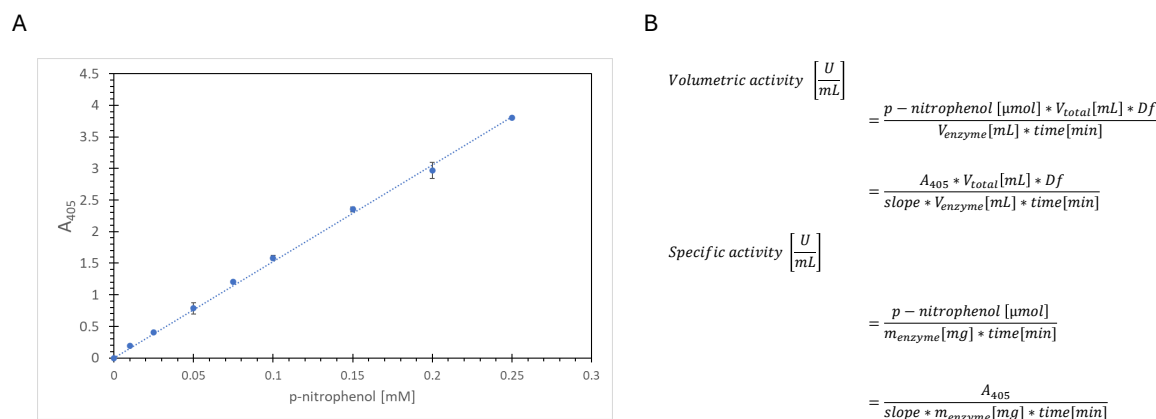 A
B
4.5
4
3.5
3
2.5
2
1.5
1
0.5
0
A405
0
0.05
0.1
0.15
0.2
0.25
0.3
p-nitrophenol [mM]
Volumetric activity [U/mL]
= p − nitrophenol [µmol] * Vtotal[mL] * Df / Venzyme[mL] * time[min]
= A405 * Vtotal[mL] * Df / slope * Venzyme[mL] * time[min]
Specific activity [U/mL]
= p − nitrophenol [µmol] / menzyme[mg] * time[min]
= A405 / slope * menzyme[mg] * time[min]